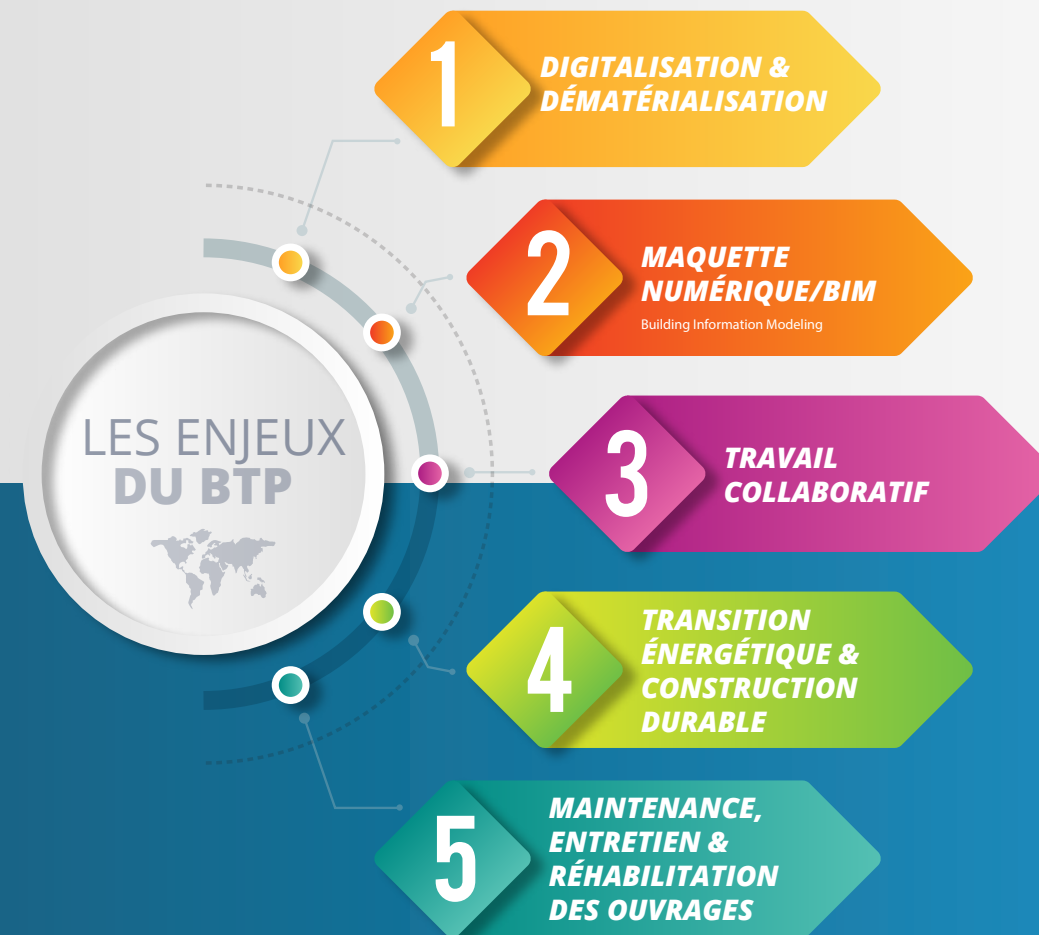 LES ENJEUX
DU BTP
1
DIGITALISATION &
DÉMATÉRIALISATION
2
MAQUETTE
NUMÉRIQUE/BIM
Building Information Modeling
3
TRAVAIL
COLLABORATIF
4
TRANSITION
ÉNERGÉTIQUE &
CONSTRUCTION
DURABLE
5
MAINTENANCE,
ENTRETIEN &
RÉHABILITATION
DES OUVRAGES